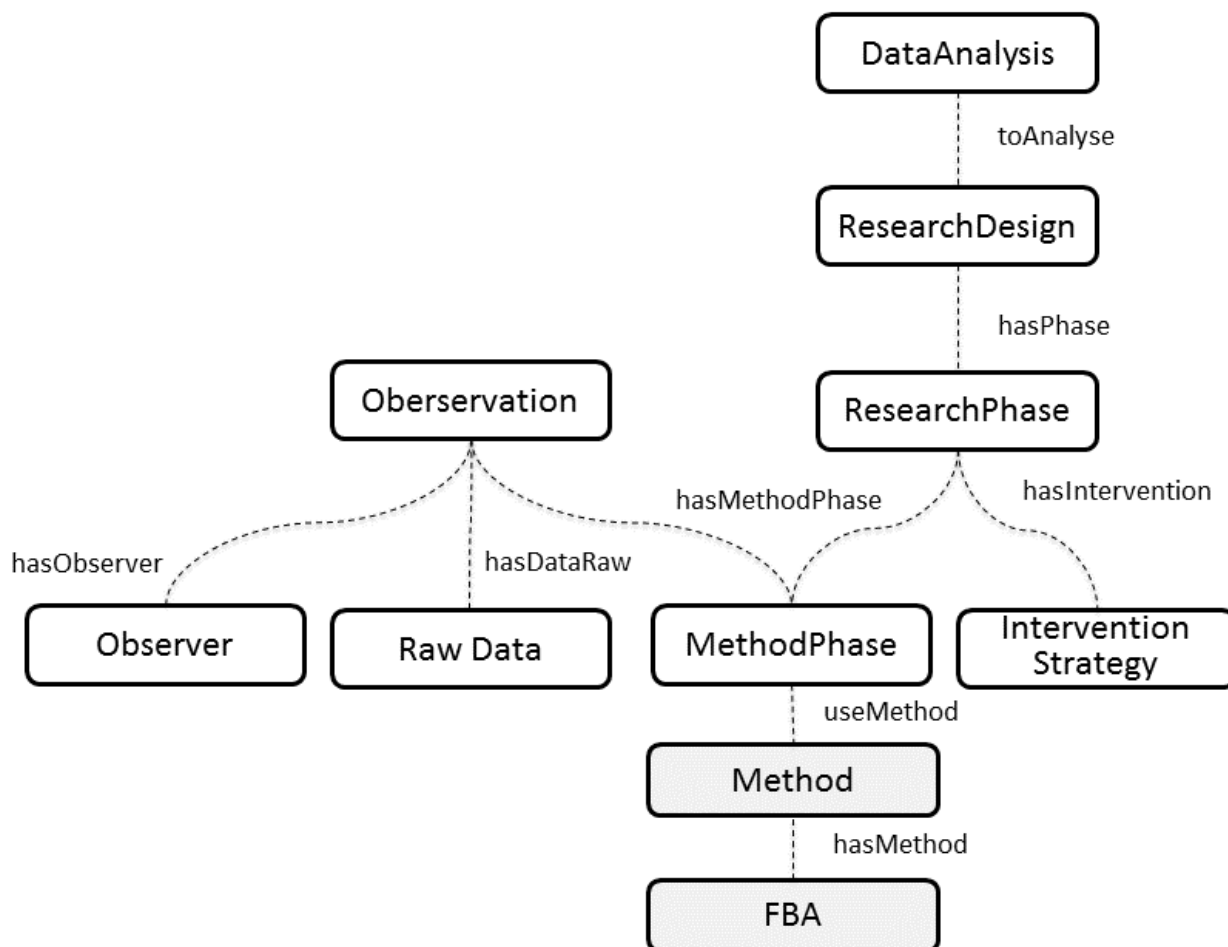 DataAnalysis
toAnalyse
ResearchDesign
hasPhase
Oberservation
ResearchPhase
hasMethodPhase
hasIntervention
hasObserver
hasDataRaw
Observer
Raw Data
MethodPhase
Intervention
Strategy
useMethod
Method
hasMethod
FBA